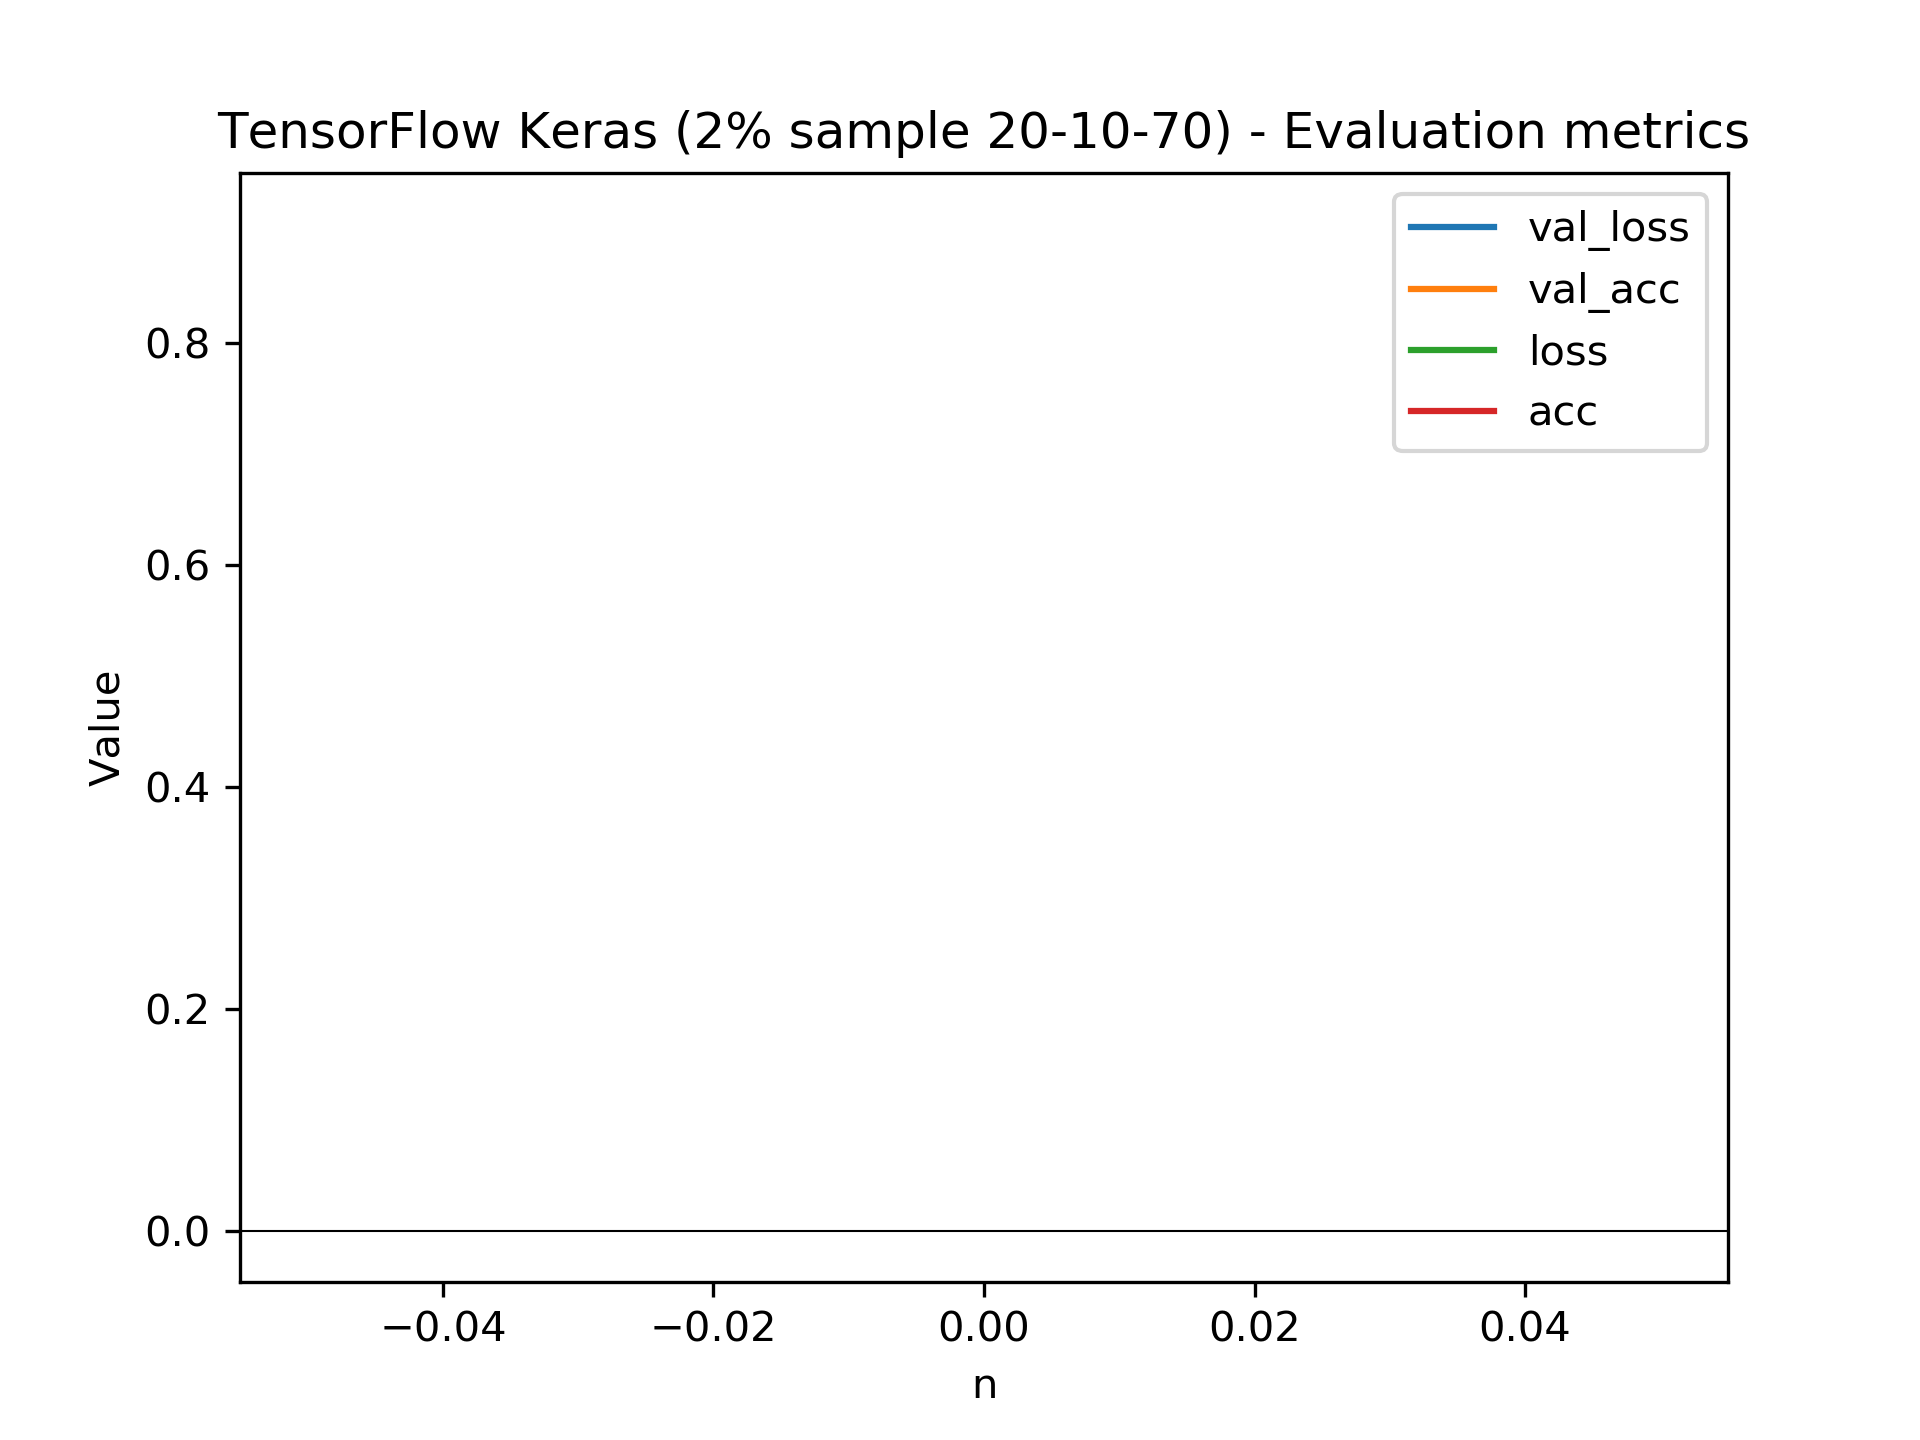 TensorFlow Keras (2% sample 20-10-70) - Evaluation metrics
val_loss
val_acc
loss
acc
Value
0.8
0.6
0.4
0.2
0.0
−0.04
−0.02
0.00
0.02
0.04
n